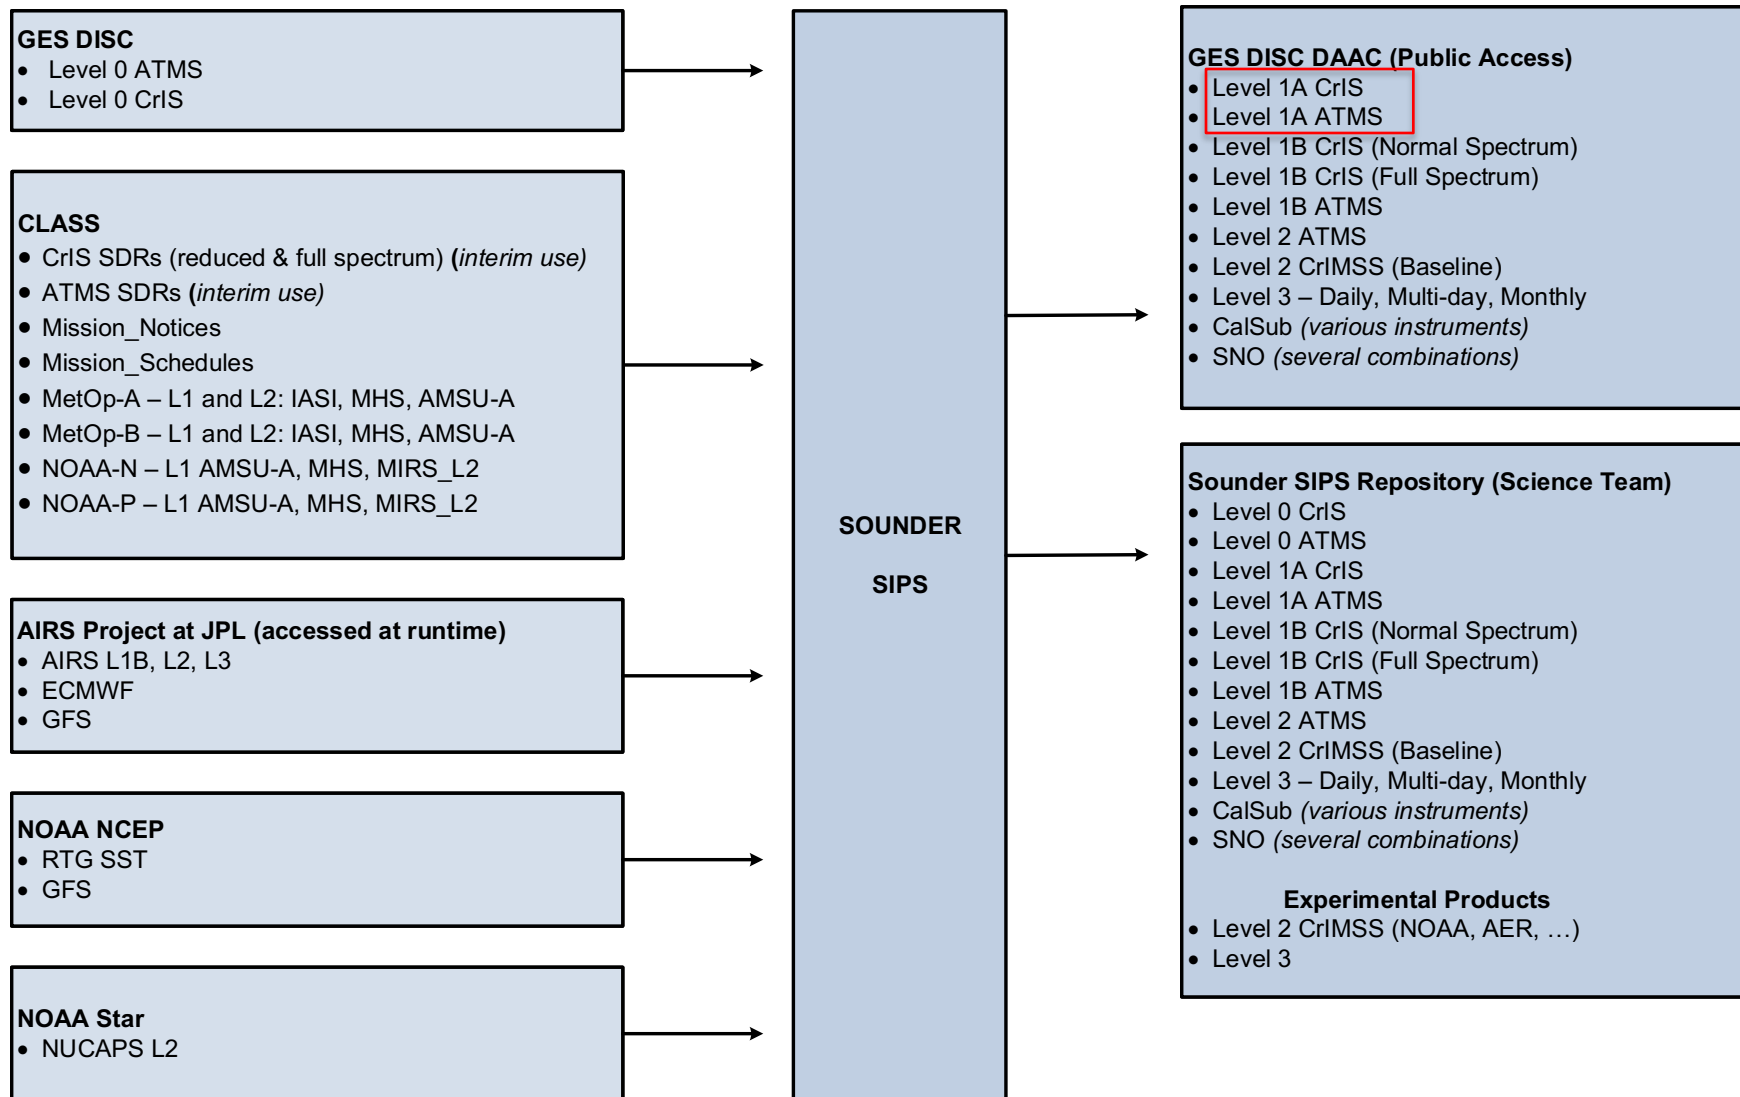 GES DISC
• Level 0 ATMS
• Level 0 CrIS
CLASS
• CrIS SDRs (reduced & full spectrum) (interim use)
• ATMS SDRs (interim use)
• Mission_Notices
• Mission_Schedules
• MetOp-A – L1 and L2: IASI, MHS, AMSU-A
• MetOp-B – L1 and L2: IASI, MHS, AMSU-A
• NOAA-N – L1 AMSU-A, MHS, MIRS_L2
• NOAA-P – L1 AMSU-A, MHS, MIRS_L2
AIRS Project at JPL (accessed at runtime)
• AIRS L1B, L2, L3
• ECMWF
• GFS
NOAA NCEP
• RTG SST
• GFS
NOAA Star
• NUCAPS L2
SOUNDER
SIPS
GES DISC DAAC (Public Access)
• Level 1A CrIS
• Level 1A ATMS
• Level 1B CrIS (Normal Spectrum)
• Level 1B CrIS (Full Spectrum)
• Level 1B ATMS
• Level 2 ATMS
• Level 2 CrIMSS (Baseline)
• Level 3 – Daily, Multi-day, Monthly
• CalSub (various instruments)
• SNO (several combinations)
Sounder SIPS Repository (Science Team)
• Level 0 CrIS
• Level 0 ATMS
• Level 1A CrIS
• Level 1A ATMS
• Level 1B CrIS (Normal Spectrum)
• Level 1B CrIS (Full Spectrum)
• Level 1B ATMS
• Level 2 ATMS
• Level 2 CrIMSS (Baseline)
• Level 3 – Daily, Multi-day, Monthly
• CalSub (various instruments)
• SNO (several combinations)
Experimental Products
• Level 2 CrIMSS (NOAA, AER, …)
• Level 3